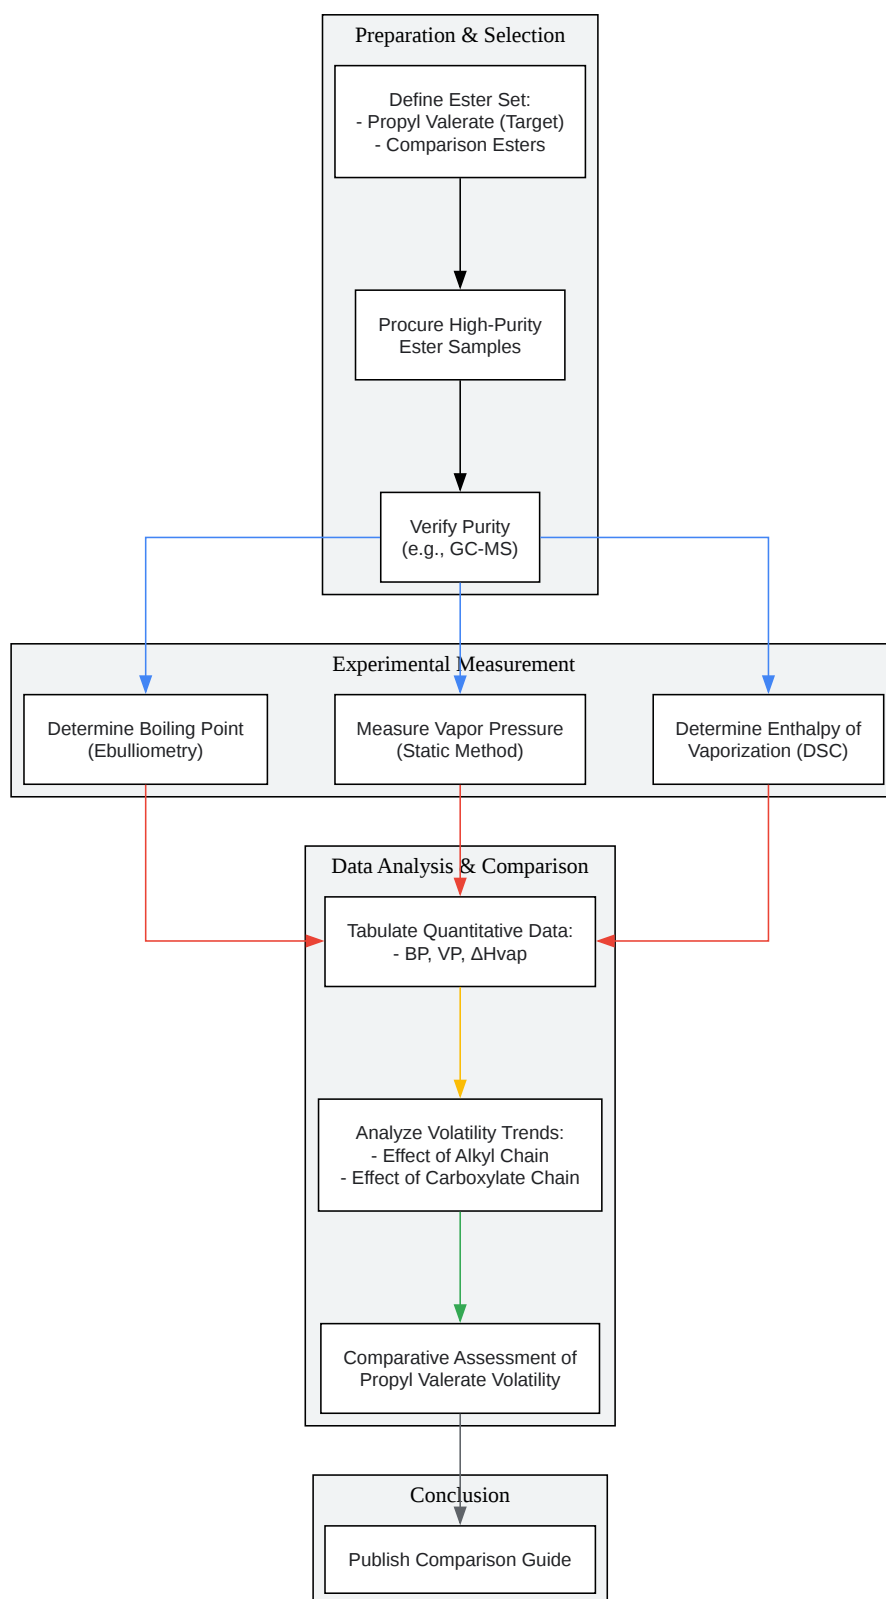 Preparation & Selection
Define Ester Set:
- Propyl Valerate (Target)
- Comparison Esters
Procure High-Purity
Ester Samples
Verify Purity
(e.g., GC-MS)
Experimental Measurement
Determine Boiling Point
(Ebulliometry)
Measure Vapor Pressure
(Static Method)
Determine Enthalpy of
Vaporization (DSC)
Data Analysis & Comparison
Tabulate Quantitative Data:
- BP, VP, ΔHvap
Analyze Volatility Trends:
- Effect of Alkyl Chain
- Effect of Carboxylate Chain
Comparative Assessment of
Propyl Valerate Volatility
Conclusion
Publish Comparison Guide